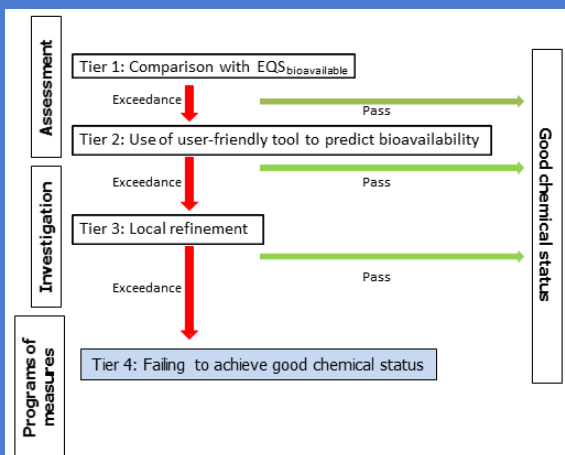 Assessment
Tier 1: Comparison with EQSbioavailable
Exceedance
Pass
Tier 2: Use of user-friendly tool to predict bioavailability
Exceedance
Pass
Investigation
Tier 3: Local refinement
Exceedance
Pass
Programs of
measures
Tier 4: Failing to achieve good chemical status
Good chemical status